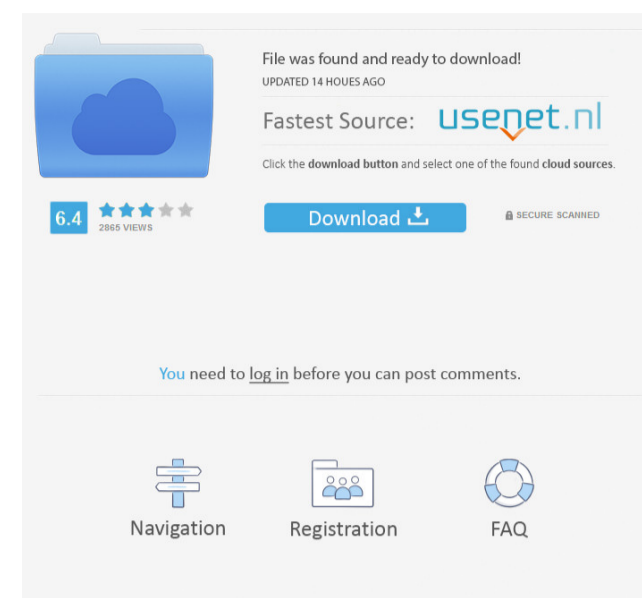 File was found and ready to download!
UPDATED 14 HOUES AGO
Fastest Source: usenet.nl
Click the download button and select one of the found cloud sources.
6.4
2865 VIEWS
Download
SECURE SCANNED
You need to log in before you can post comments.
Navigation Registration FAQ